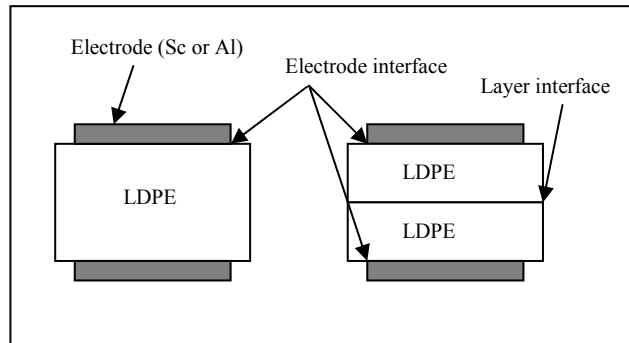 Electrode (Sc or Al)
Electrode interface
Layer interface
LDPE
LDPE
LDPE